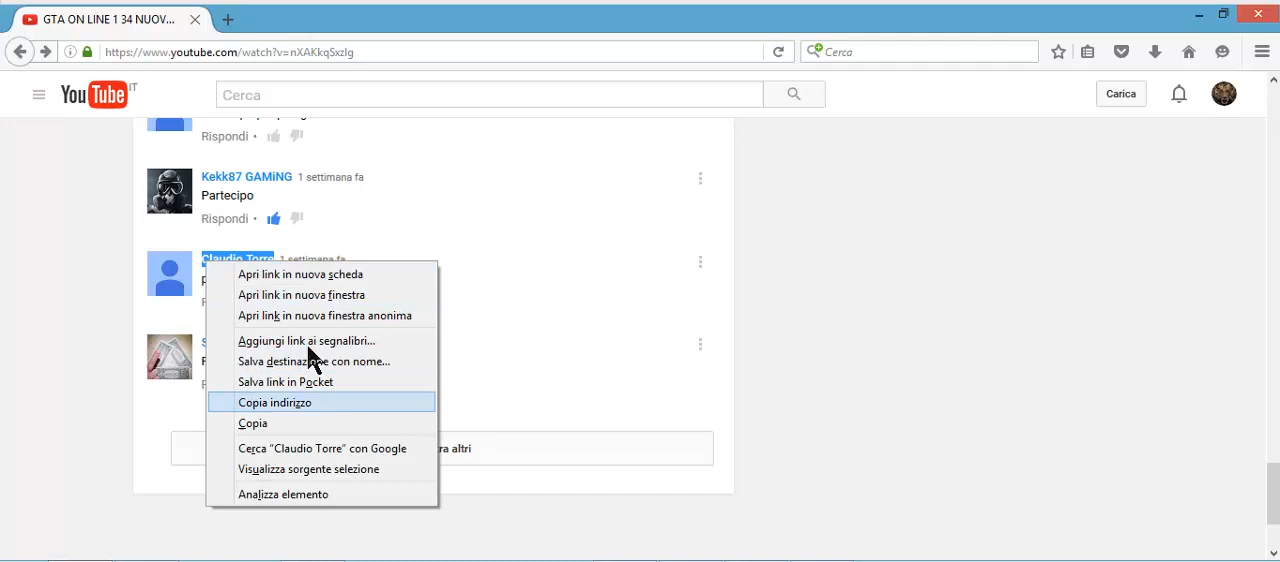 GTA ON LINE 1 34 NUOV...
https://www.youtube.com/watch?v=nXAKkqSxzIg
Cerca
YouTube IT
Cerca
Carica
Rispondi •
Kekk87 GAMiNG 1 settimana fa
Partecipo
Rispondi •
Claudio Torre 1 settimana fa
Apri link in nuova scheda
Apri link in nuova finestra
Apri link in nuova finestra anonima
Aggiungi link ai segnalibri...
Salva destinazione con nome...
Salva link in Pocket
Copia indirizzo
Copia
Cerca “Claudio Torre” con Google
altri
Visualizza sorgente selezione
Analizza elemento